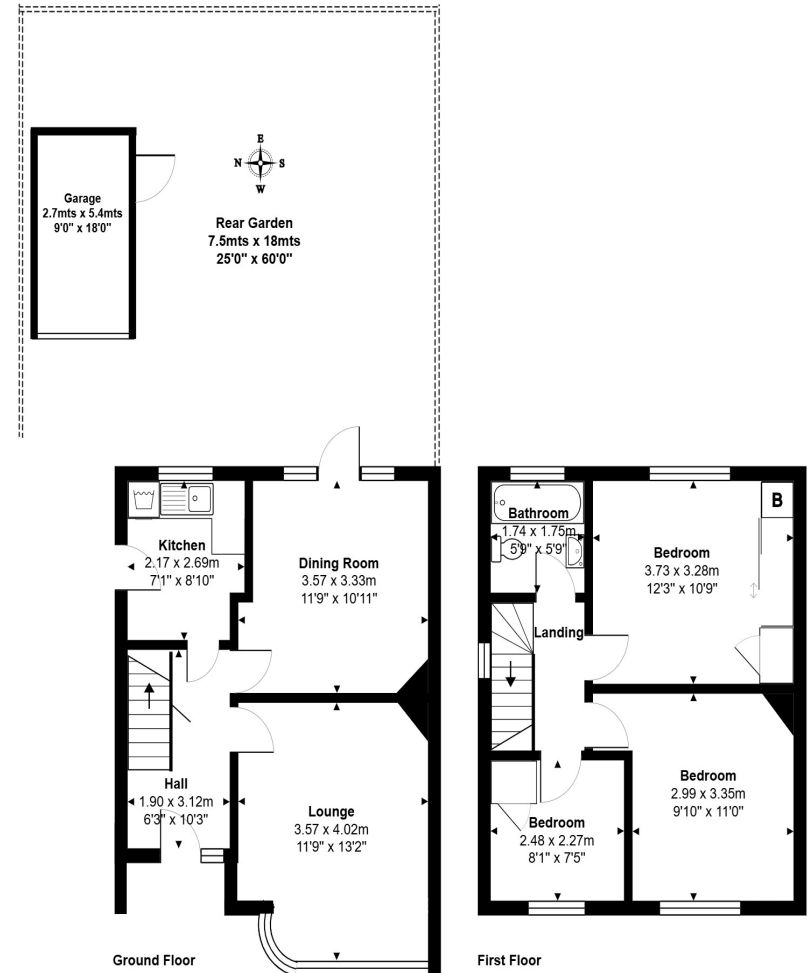 E
N S
W
Garage
2.7mts x 5.4mts
9'0" x 18'0"
Rear Garden
7.5mts x 18mts
25'0" x 60'0"
Kitchen
2.17 x 2.69m
7'1" x 8'10"
Dining Room
3.57 x 3.33m
11'9" x 10'11"
Hall
1.90 x 3.12m
6'3" x 10'3"
Lounge
3.57 x 4.02m
11'9" x 13'2"
Ground Floor
Bathroom
1.74 x 1.75m
5'9" x 5'9"
B
Bedroom
3.73 x 3.28m
12'3" x 10'9"
Landing
Bedroom
2.99 x 3.35m
9'10" x 11'0"
Bedroom
2.48 x 2.27m
8'1" x 7'5"
First Floor